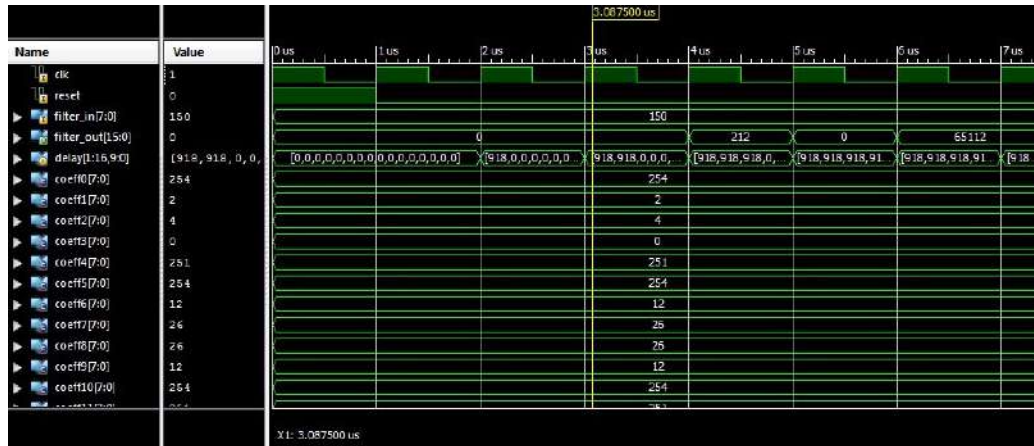 3.087500 us
Name Value 0 us 1 us 2 us 3 us 4 us 5 us 6 us 7 us
clk 1
reset 0
filter_in[7:0] 150 150
filter_out[15:0] 0 0 212 0 65112
delay[1:16,9:0] [918,918,0,0, [0,0,0,0,0,0,0,0,0,0,0,0,0,0,0,0] [918,0,0,0,0,0,0... [918,918,0,0,0,... [918,918,918,0,... [918,918,918,91... [918,918,918,91... [918
coeff0[7:0] 254 254
coeff1[7:0] 2 2
coeff2[7:0] 4 4
coeff3[7:0] 0 0
coeff4[7:0] 251 251
coeff5[7:0] 254 254
coeff6[7:0] 12 12
coeff7[7:0] 26 26
coeff8[7:0] 26 26
coeff9[7:0] 12 12
coeff10[7:0] 254 254
X1: 3.087500 us